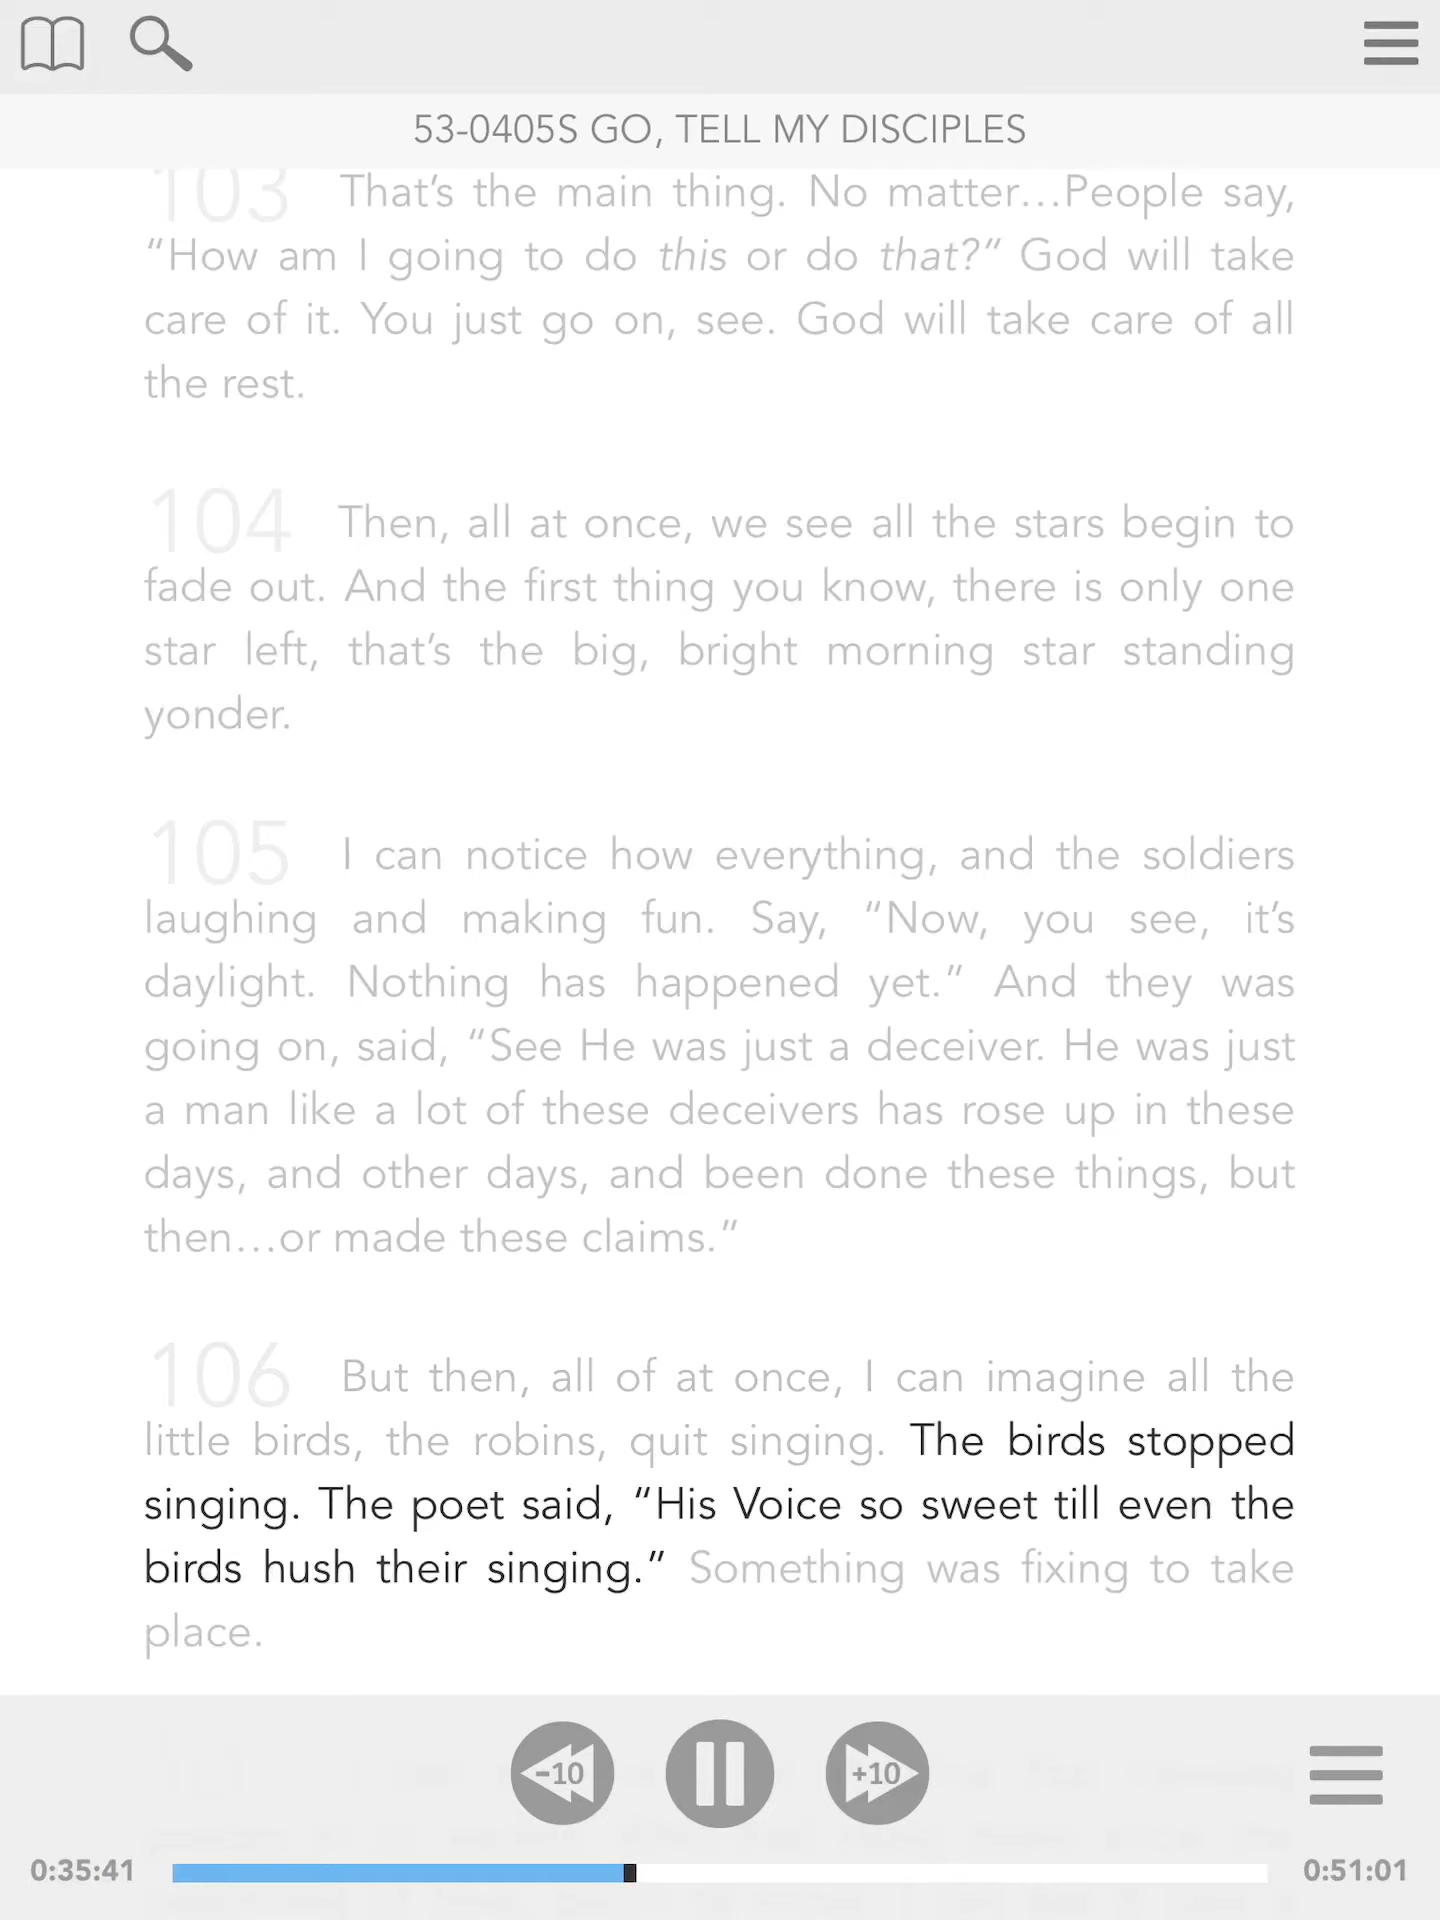 53-0405S GO, TELL MY DISCIPLES
103 That’s the main thing. No matter…People say,
“How am I going to do this or do that?” God will take
care of it. You just go on, see. God will take care of all
the rest.
104 Then, all at once, we see all the stars begin to
fade out. And the first thing you know, there is only one
star left, that’s the big, bright morning star standing
yonder.
105 I can notice how everything, and the soldiers
laughing and making fun. Say, “Now, you see, it’s
daylight. Nothing has happened yet.” And they was
going on, said, “See He was just a deceiver. He was just
a man like a lot of these deceivers has rose up in these
days, and other days, and been done these things, but
then…or made these claims.”
106 But then, all of at once, I can imagine all the
little birds, the robins, quit singing. The birds stopped
singing. The poet said, “His Voice so sweet till even the
birds hush their singing.” Something was fixing to take
place.
-10 +10
0:35:41 0:51:01